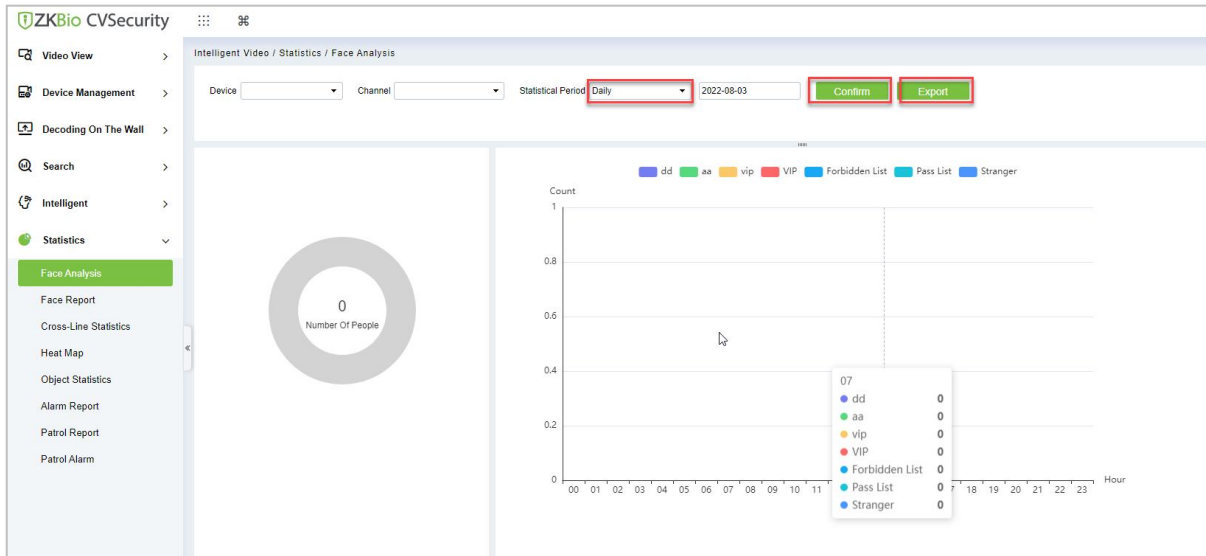 ZKBio CVSecurity
Video View
Device Management
Decoding On The Wall
Search
Intelligent
Statistics
Face Analysis
Face Report
Cross-Line Statistics
Heat Map
Object Statistics
Alarm Report
Patrol Report
Patrol Alarm
Intelligent Video / Statistics / Face Analysis
Device Channel Statistical Period Daily 2022-08-03 Confirm Export
0
Number Of People
dd aa vip VIP Forbidden List Pass List Stranger
Count
1
0.8
0.6
0.4
0.2
0
00 01 02 03 04 05 06 07 08 09 10 11 18 19 20 21 22 23 Hour
07
dd 0
aa 0
vip 0
VIP 0
Forbidden List 0
Pass List 0
Stranger 0